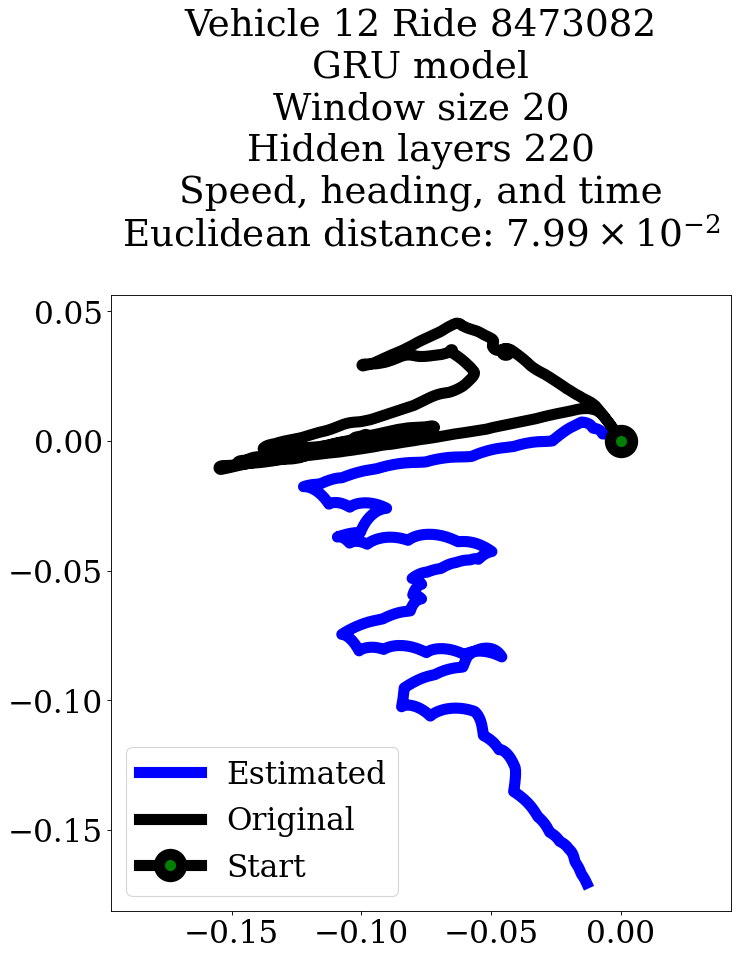 Vehicle 12 Ride 8473082
GRU model
Window size 20
Hidden layers 220
Speed, heading, and time
Euclidean distance: 7.99 × 10⁻²
0.05
0.00
−0.05
−0.10
−0.15
Estimated
Original
Start
−0.15 −0.10 −0.05 0.00